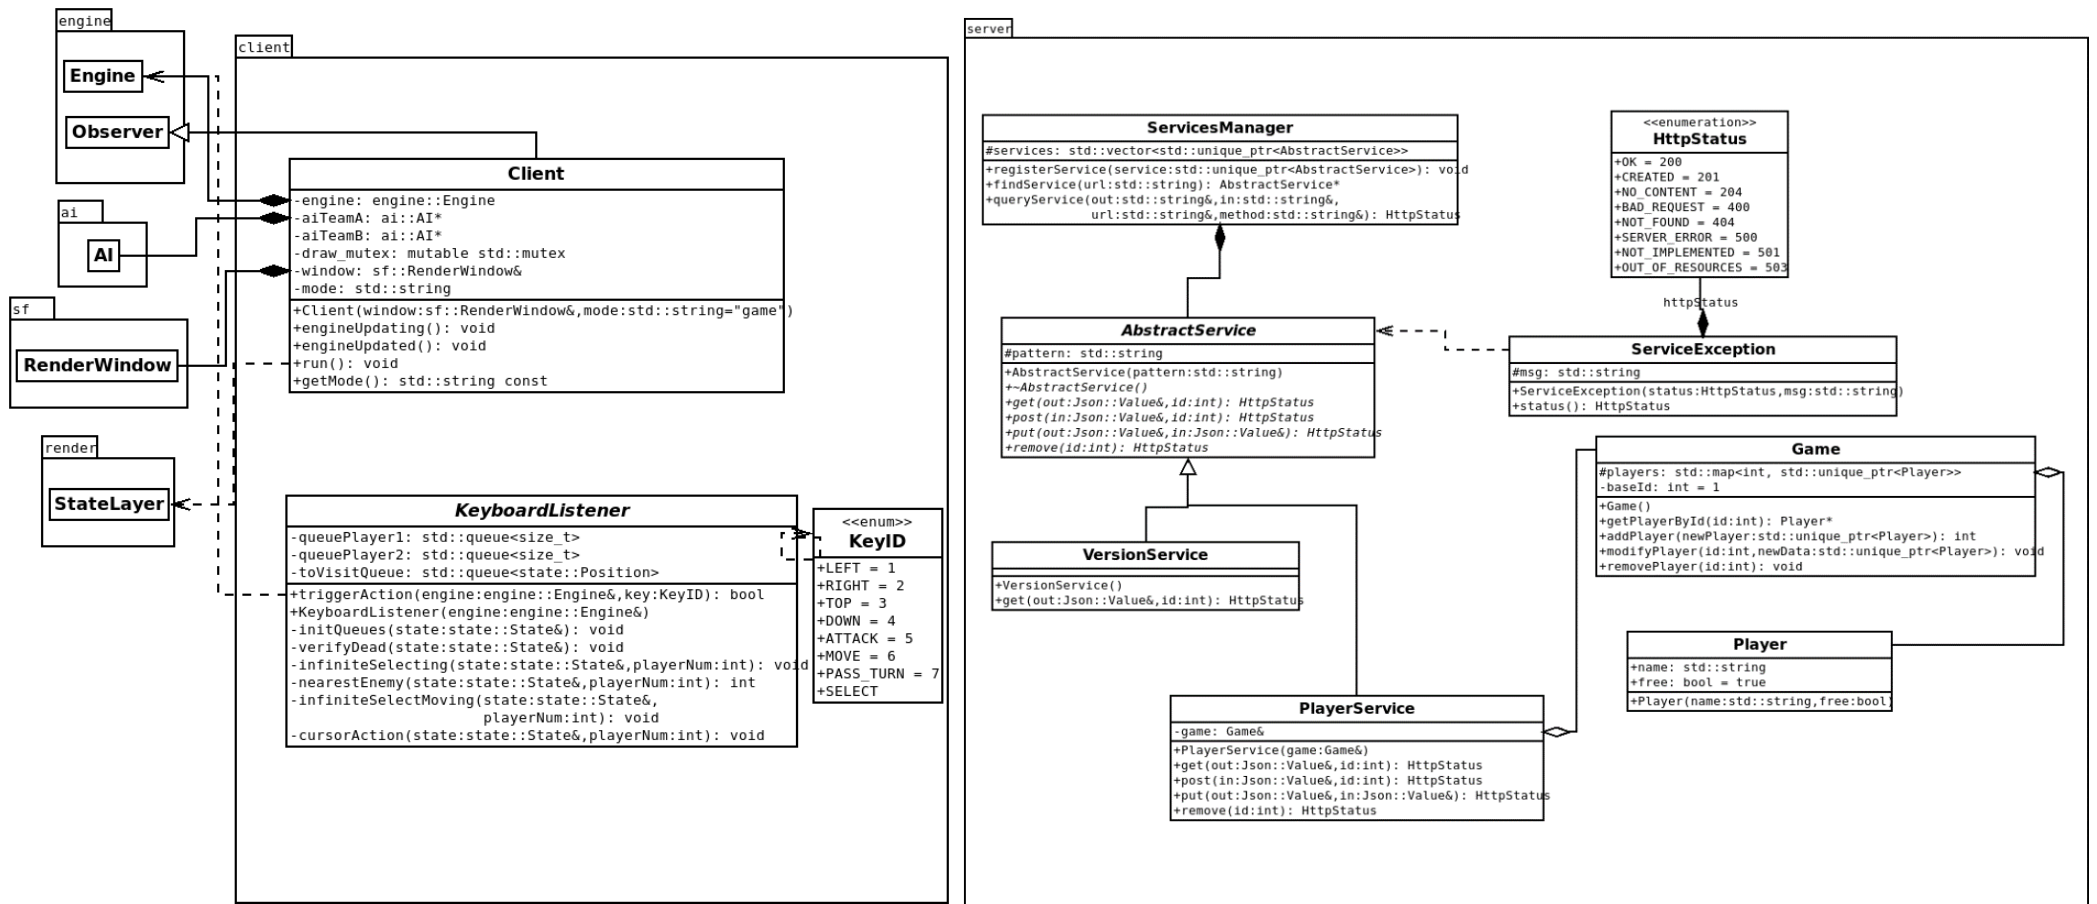 engine
Engine
Observer
ai
AI
sf
RenderWindow
render
StateLayer
client
Client
-engine: engine::Engine
-aiTeamA: ai::AI*
-aiTeamB: ai::AI*
-draw_mutex: mutable std::mutex
-window: sf::RenderWindow&
-mode: std::string
+Client(window:sf::RenderWindow&,mode:std::string="game")
+engineUpdating(): void
+engineUpdated(): void
+run(): void
+getMode(): std::string const
KeyboardListener
-queuePlayer1: std::queue<size_t>
-queuePlayer2: std::queue<size_t>
-toVisitQueue: std::queue<state::Position>
+triggerAction(engine:engine::Engine&,key:KeyID): bool
+KeyboardListener(engine:engine::Engine&)
-initQueues(state:state::State&): void
-verifyDead(state:state::State&): void
-infiniteSelecting(state:state::State&,playerNum:int): void
-nearestEnemy(state:state::State&,playerNum:int): int
-infiniteSelectMoving(state:state::State&,
playerNum:int): void
-cursorAction(state:state::State&,playerNum:int): void
<<enum>>
KeyID
+LEFT = 1
+RIGHT = 2
+TOP = 3
+DOWN = 4
+ATTACK = 5
+MOVE = 6
+PASS_TURN = 7
+SELECT
server
ServicesManager
#services: std::vector<std::unique_ptr<AbstractService>>
+registerService(service:std::unique_ptr<AbstractService>): void
+findService(url:std::string): AbstractService*
+queryService(out:std::string&,in:std::string&,
url:std::string&,method:std::string&): HttpStatus
<<enumeration>>
HttpStatus
+OK = 200
+CREATED = 201
+NO_CONTENT = 204
+BAD_REQUEST = 400
+NOT_FOUND = 404
+SERVER_ERROR = 500
+NOT_IMPLEMENTED = 501
+OUT_OF_RESOURCES = 503
httpStatus
AbstractService
#pattern: std::string
+AbstractService(pattern:std::string)
+~AbstractService()
+get(out:Json::Value&,id:int): HttpStatus
+post(in:Json::Value&,id:int): HttpStatus
+put(out:Json::Value&,in:Json::Value&): HttpStatus
+remove(id:int): HttpStatus
ServiceException
#msg: std::string
+ServiceException(status:HttpStatus,msg:std::string)
+status(): HttpStatus
Game
#players: std::map<int, std::unique_ptr<Player>>
-baseId: int = 1
+Game()
+getPlayerById(id:int): Player*
+addPlayer(newPlayer:std::unique_ptr<Player>): int
+modifyPlayer(id:int,newData:std::unique_ptr<Player>): void
+removePlayer(id:int): void
VersionService
+VersionService()
+get(out:Json::Value&,id:int): HttpStatus
Player
+name: std::string
+free: bool = true
+Player(name:std::string,free:bool)
PlayerService
-game: Game&
+PlayerService(game:Game&)
+get(out:Json::Value&,id:int): HttpStatus
+post(in:Json::Value&,id:int): HttpStatus
+put(out:Json::Value&,in:Json::Value&): HttpStatus
+remove(id:int): HttpStatus